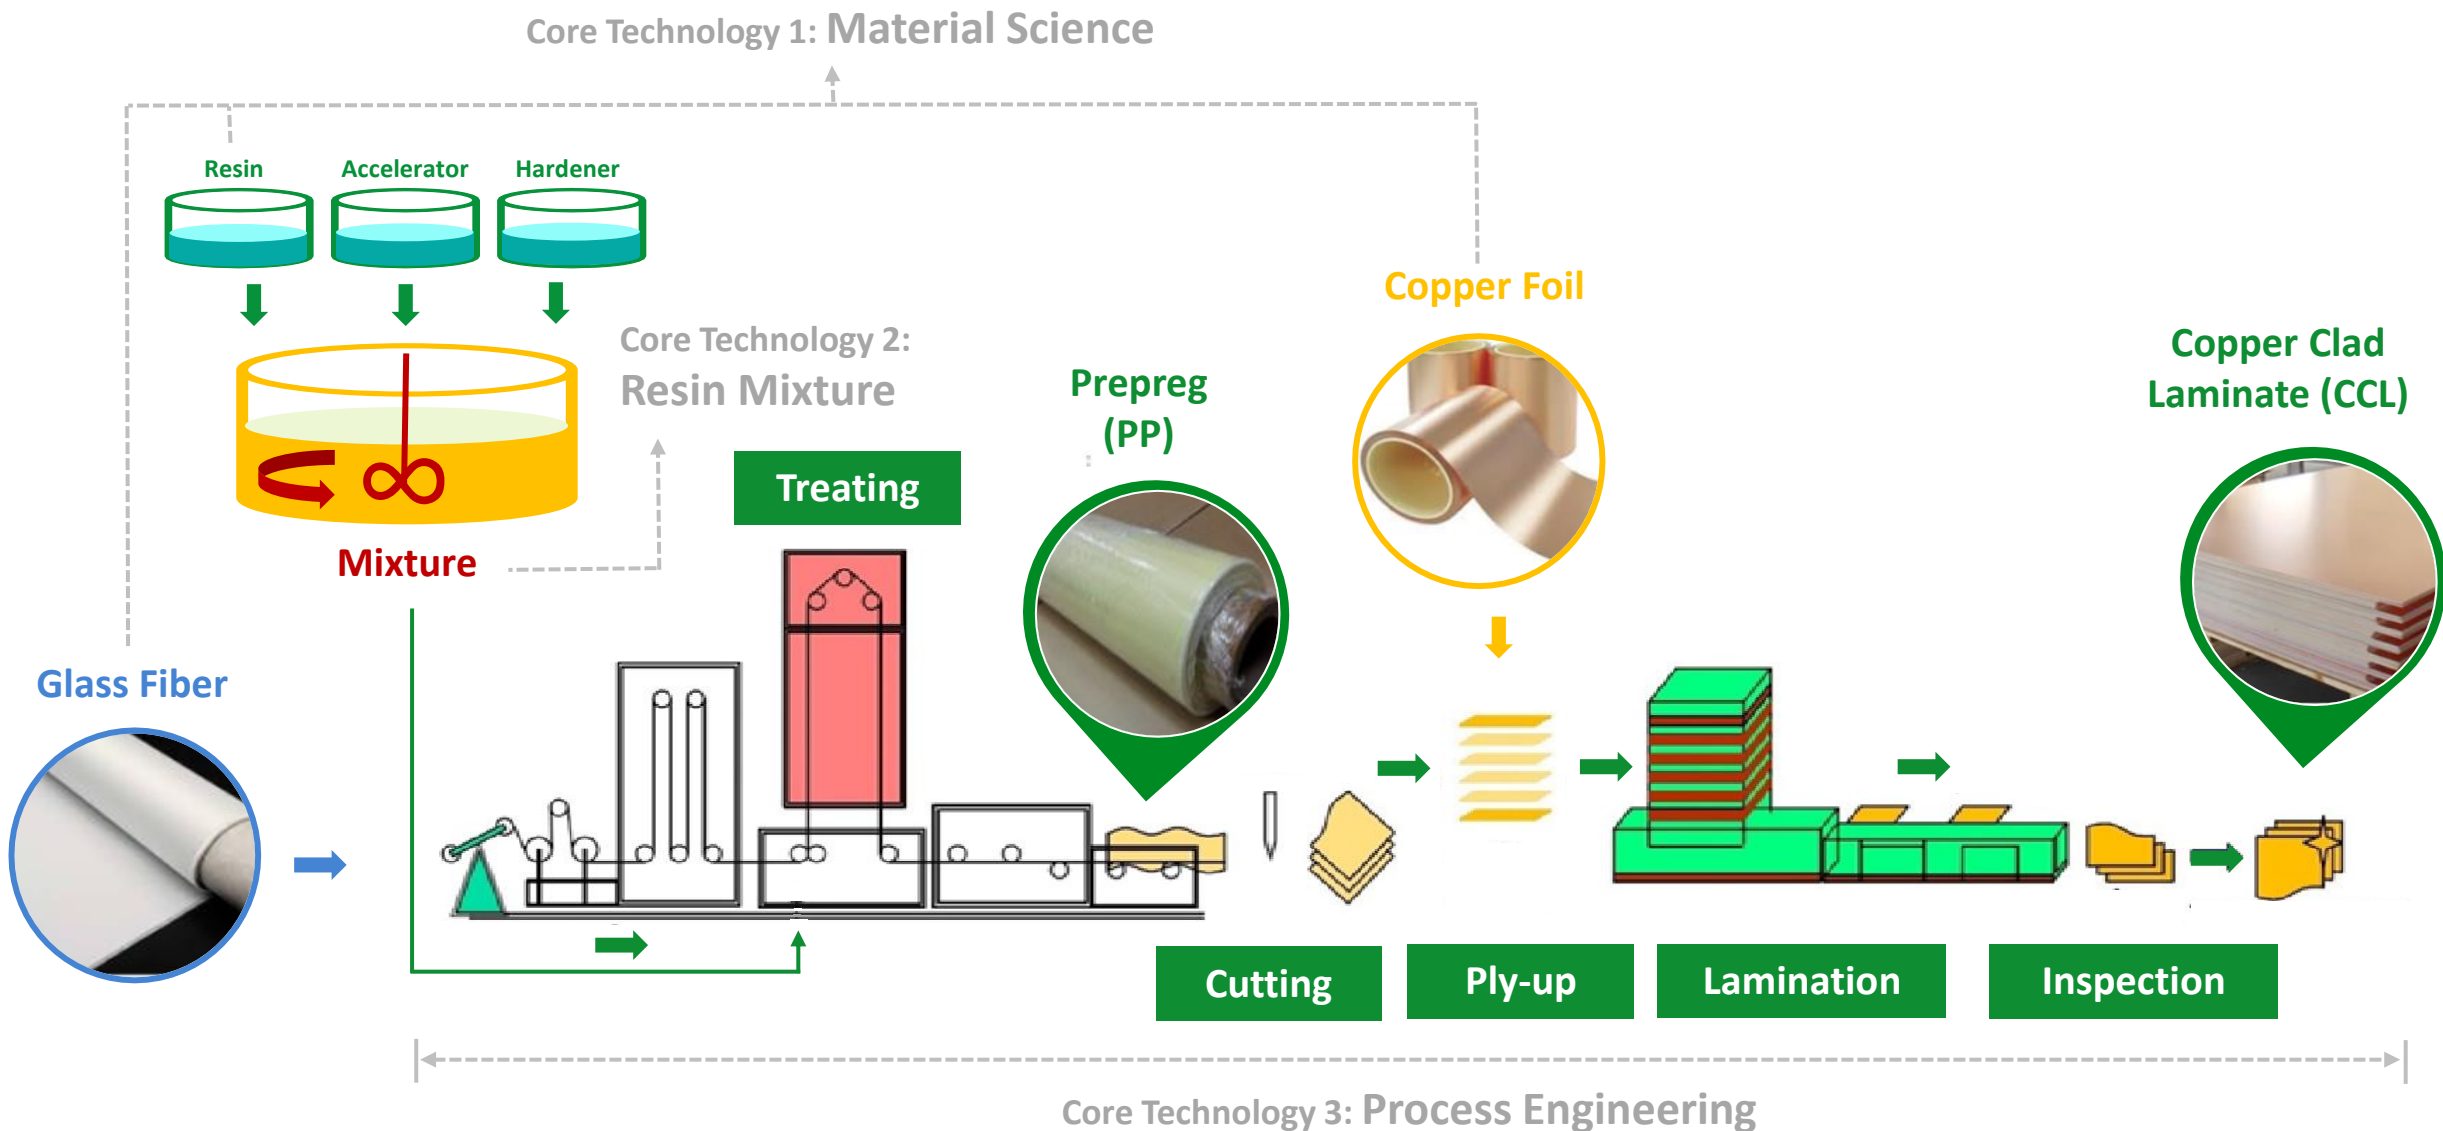 Core Technology 1: Material Science
Resin
Accelerator
Hardener
Core Technology 2:
Resin Mixture
Mixture
Glass Fiber
Treating
Prepreg
(PP)
Copper Foil
Copper Clad
Laminate (CCL)
Cutting
Ply-up
Lamination
Inspection
Core Technology 3: Process Engineering